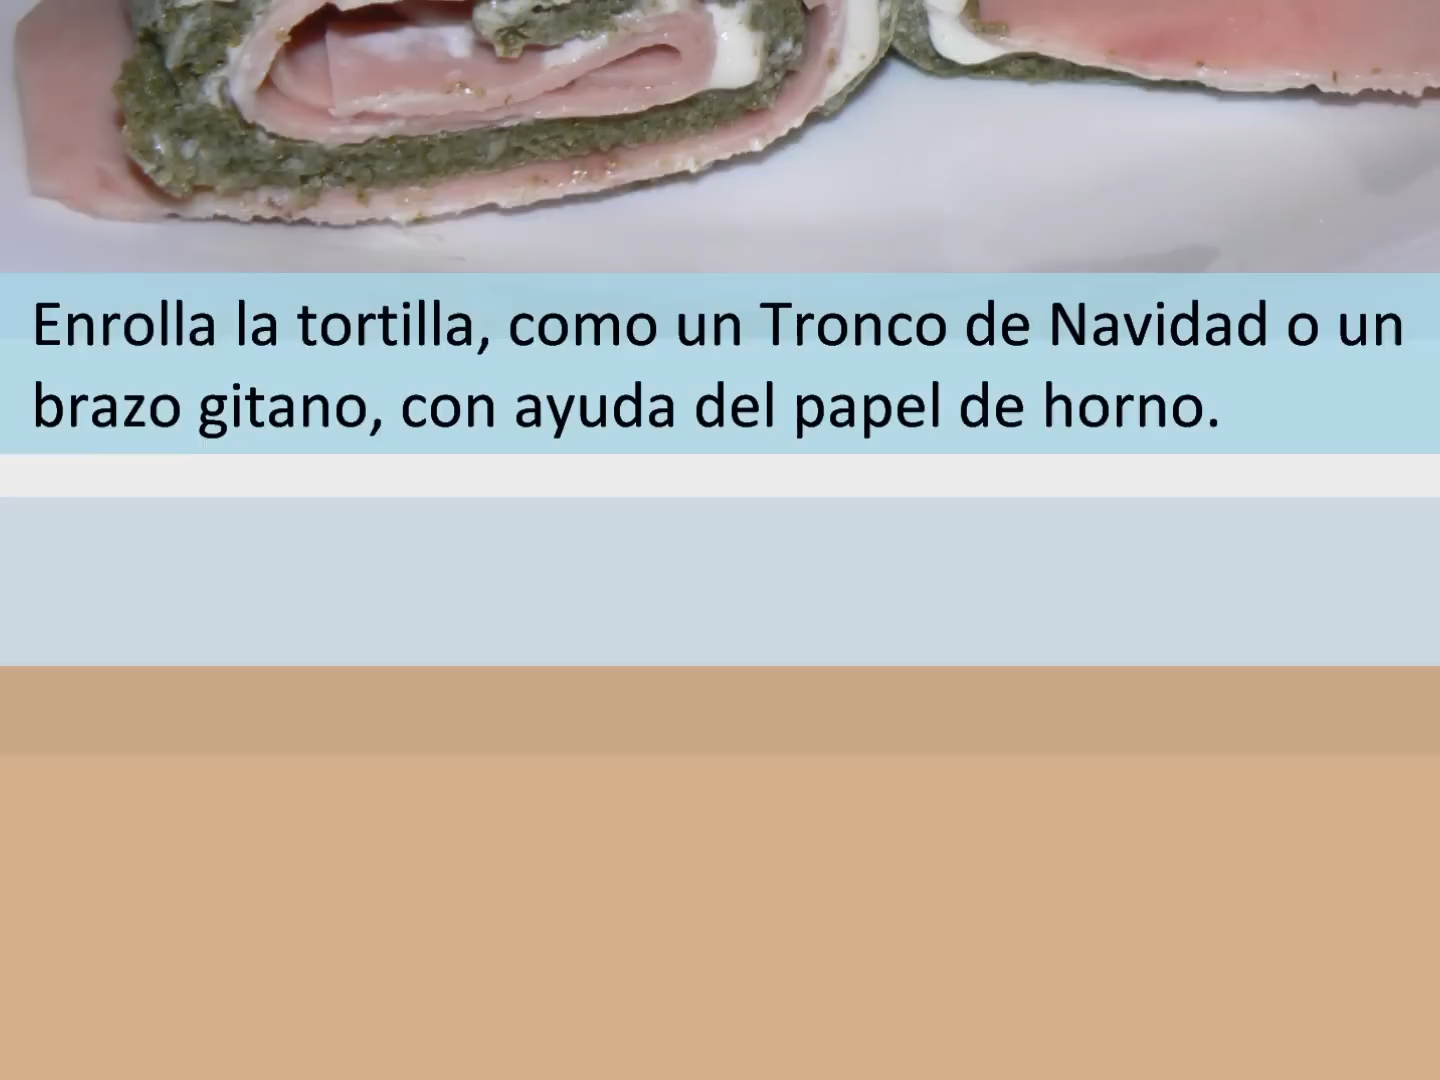 Enrolla la tortilla, como un Tronco de Navidad o un
brazo gitano, con ayuda del papel de horno.